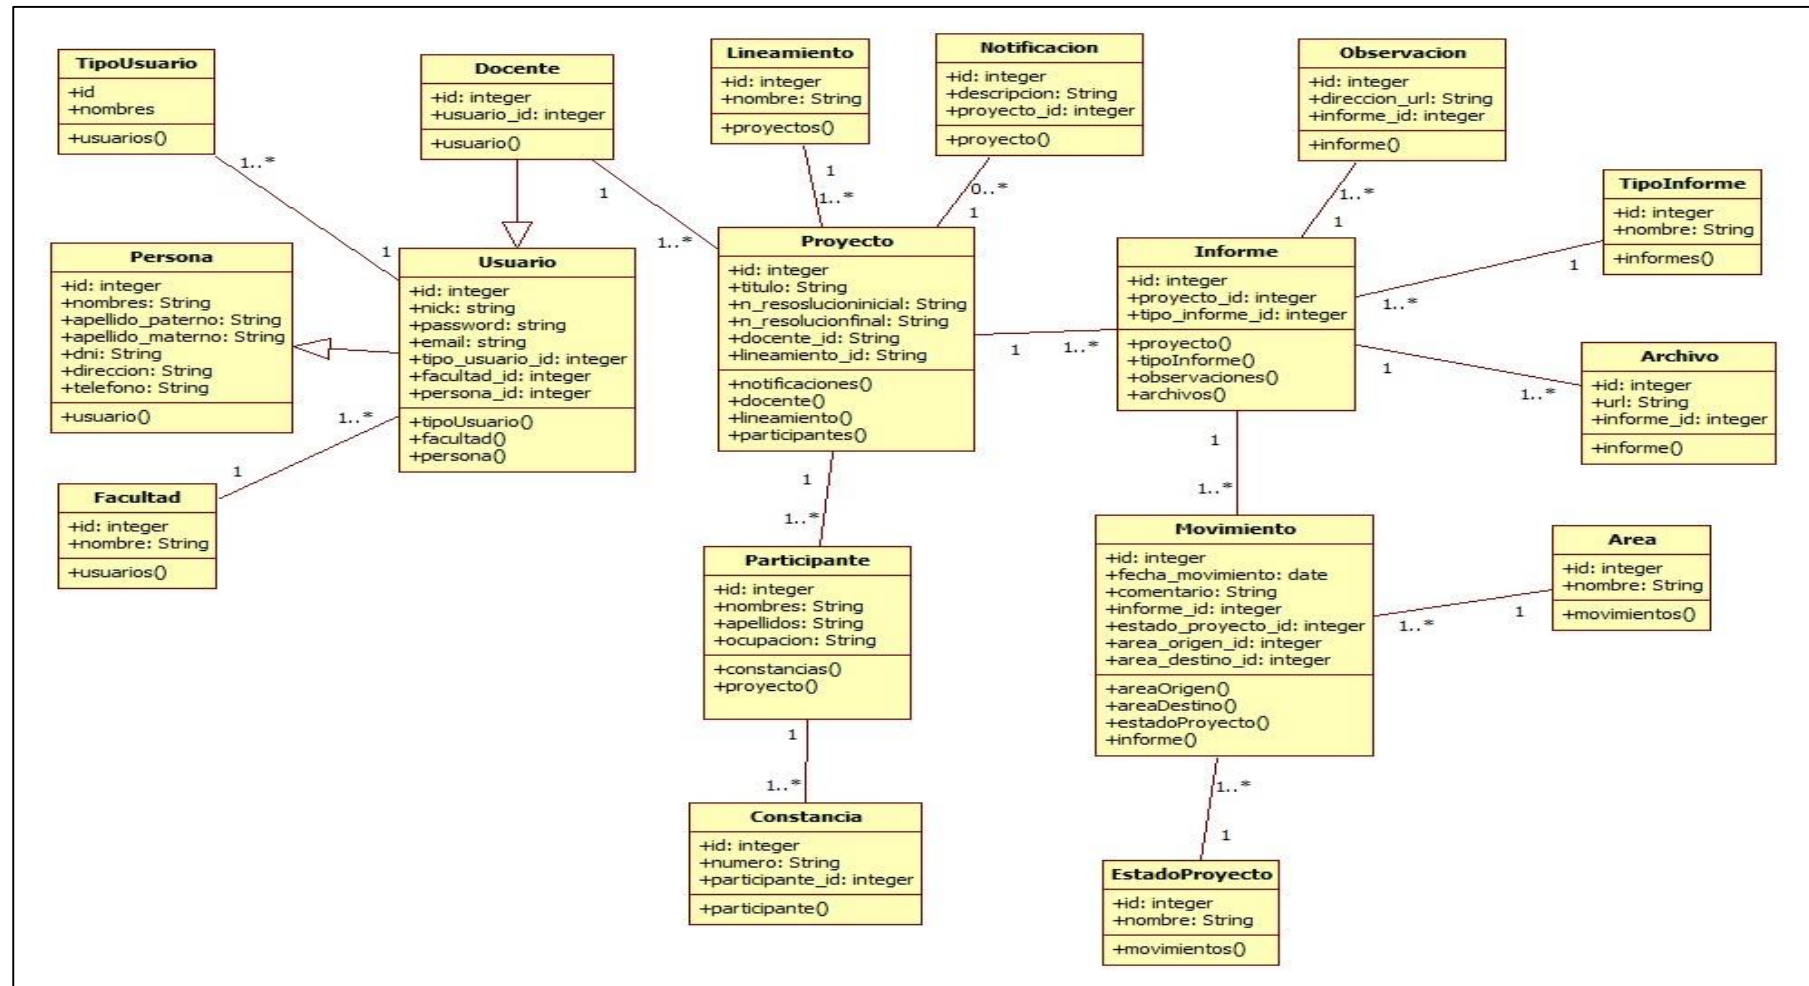 TipoUsuario
+id
+nombres
+usuarios()
Docente
+id: integer
+usuario_id: integer
+usuario()
Lineamiento
+id: integer
+nombre: String
+proyectos()
Notificacion
+id: integer
+descripcion: String
+proyecto_id: integer
+proyecto()
Observacion
+id: integer
+direccion_url: String
+informe_id: integer
+informe()
TipoInforme
+id: integer
+nombre: String
+informes()
1..*
1
1
1..*
1
1..*
0..*
1
1..*
1
1
1..*
Persona
+id: integer
+nombres: String
+apellido_paterno: String
+apellido_materno: String
+dni: String
+direccion: String
+telefono: String
+usuario()
Usuario
+id: integer
+nick: string
+password: string
+email: string
+tipo_usuario_id: integer
+facultad_id: integer
+persona_id: integer
+tipoUsuario()
+facultad()
+persona()
Proyecto
+id: integer
+titulo: String
+n_resoslucioninicial: String
+n_resolucionfinal: String
+docente_id: String
+lineamiento_id: String
+notificaciones()
+docente()
+lineamiento()
+participantes()
1
1..*
Informe
+id: integer
+proyecto_id: integer
+tipo_informe_id: integer
+proyecto()
+tipoInforme()
+observaciones()
+archivos()
1
1..*
Archivo
+id: integer
+url: String
+informe_id: integer
+informe()
1..*
1
Facultad
+id: integer
+nombre: String
+usuarios()
1
1..*
1
1..*
Participante
+id: integer
+nombres: String
+apellidos: String
+ocupacion: String
+constancias()
+proyecto()
Movimiento
+id: integer
+fecha_movimiento: date
+comentario: String
+informe_id: integer
+estado_proyecto_id: integer
+area_origen_id: integer
+area_destino_id: integer
+areaOrigen()
+areaDestino()
+estadoProyecto()
+informe()
1..*
1
Area
+id: integer
+nombre: String
+movimientos()
1
1..*
1..*
1
Constancia
+id: integer
+numero: String
+participante_id: integer
+participante()
EstadoProyecto
+id: integer
+nombre: String
+movimientos()